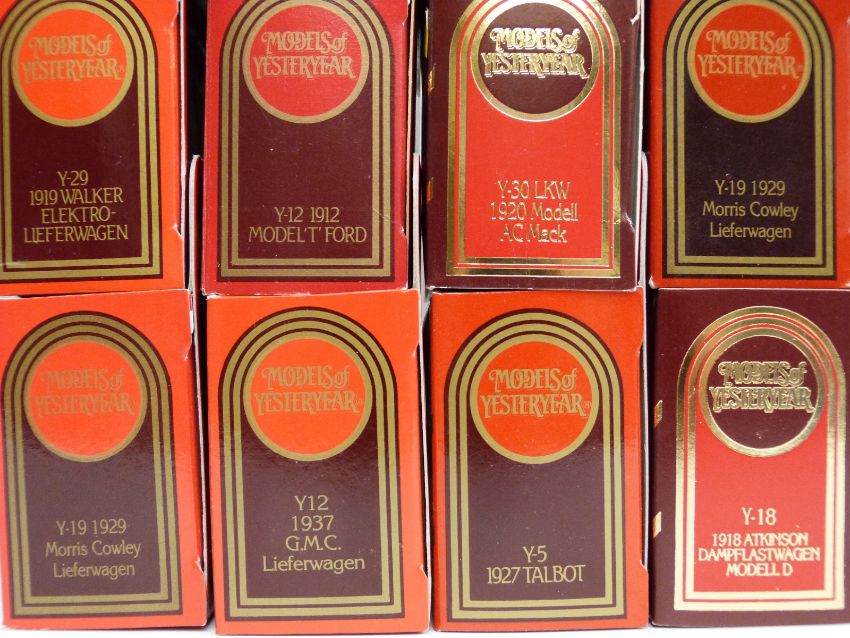 MODELS of
YESTERYEAR®
Y-29
1919 WALKER
ELEKTRO-
LIEFERWAGEN
MODELS of
YESTERYEAR
Y-12 1912
MODEL 'T' FORD
MODELS of
YESTERYEAR®
Y-30 LKW
1920 Modell
AC Mack
MODELS of
YESTERYEAR®
Y-19 1929
Morris Cowley
Lieferwagen
MODELS of
YESTERYEAR®
Y-19 1929
Morris Cowley
Lieferwagen
MODELS of
YESTERYEAR®
Y12
1937
G.M.C.
Lieferwagen
MODELS of
YESTERYEAR®
Y-5
1927 TALBOT
MODELS of
YESTERYEAR
Y-18
1918 ATKINSON
DAMPFLASTWAGEN
MODELL D